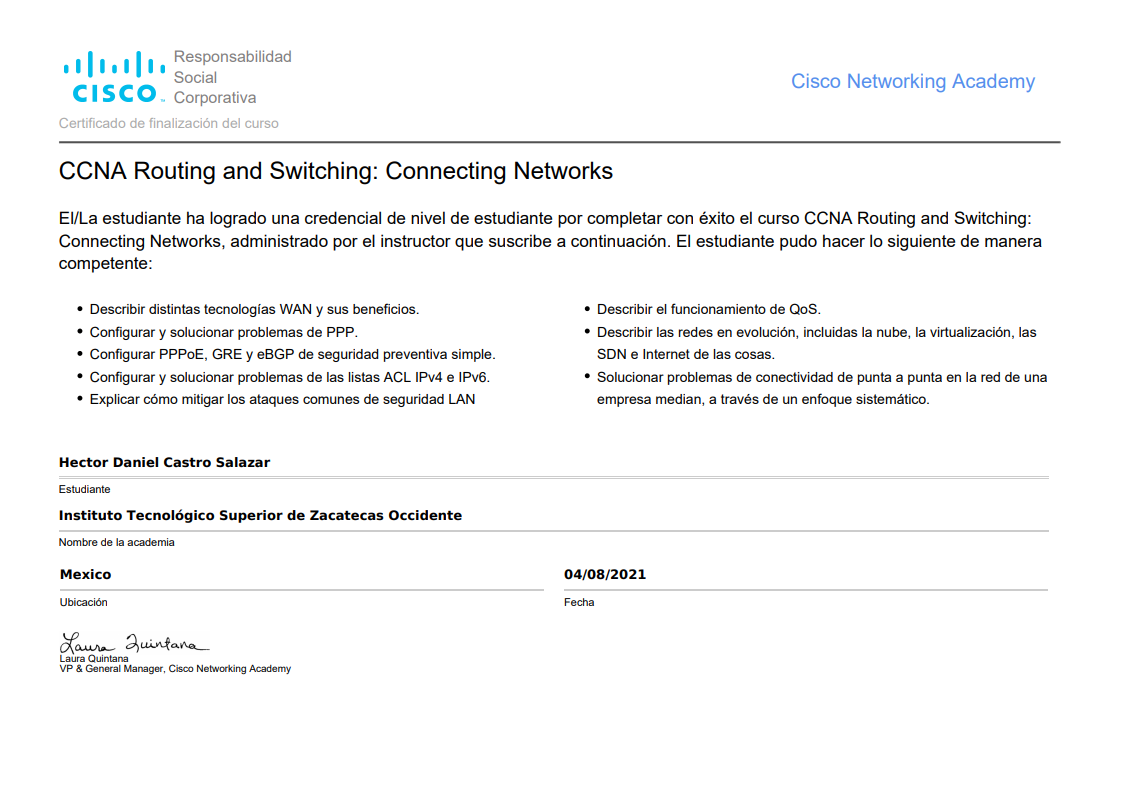 Responsabilidad
Social
Corporativa
CISCO
Cisco Networking Academy
Certificado de finalización del curso
CCNA Routing and Switching: Connecting Networks
El/La estudiante ha logrado una credencial de nivel de estudiante por completar con éxito el curso CCNA Routing and Switching:
Connecting Networks, administrado por el instructor que suscribe a continuación. El estudiante pudo hacer lo siguiente de manera
competente:
• Describir distintas tecnologías WAN y sus beneficios.
• Configurar y solucionar problemas de PPP.
• Configurar PPPoE, GRE y eBGP de seguridad preventiva simple.
• Configurar y solucionar problemas de las listas ACL IPv4 e IPv6.
• Explicar cómo mitigar los ataques comunes de seguridad LAN
• Describir el funcionamiento de QoS.
• Describir las redes en evolución, incluidas la nube, la virtualización, las
SDN e Internet de las cosas.
• Solucionar problemas de conectividad de punta a punta en la red de una
empresa median, a través de un enfoque sistemático.
Hector Daniel Castro Salazar
Estudiante
Instituto Tecnológico Superior de Zacatecas Occidente
Nombre de la academia
Mexico
Ubicación
04/08/2021
Fecha
Laura Quintana
Laura Quintana
VP & General Manager, Cisco Networking Academy